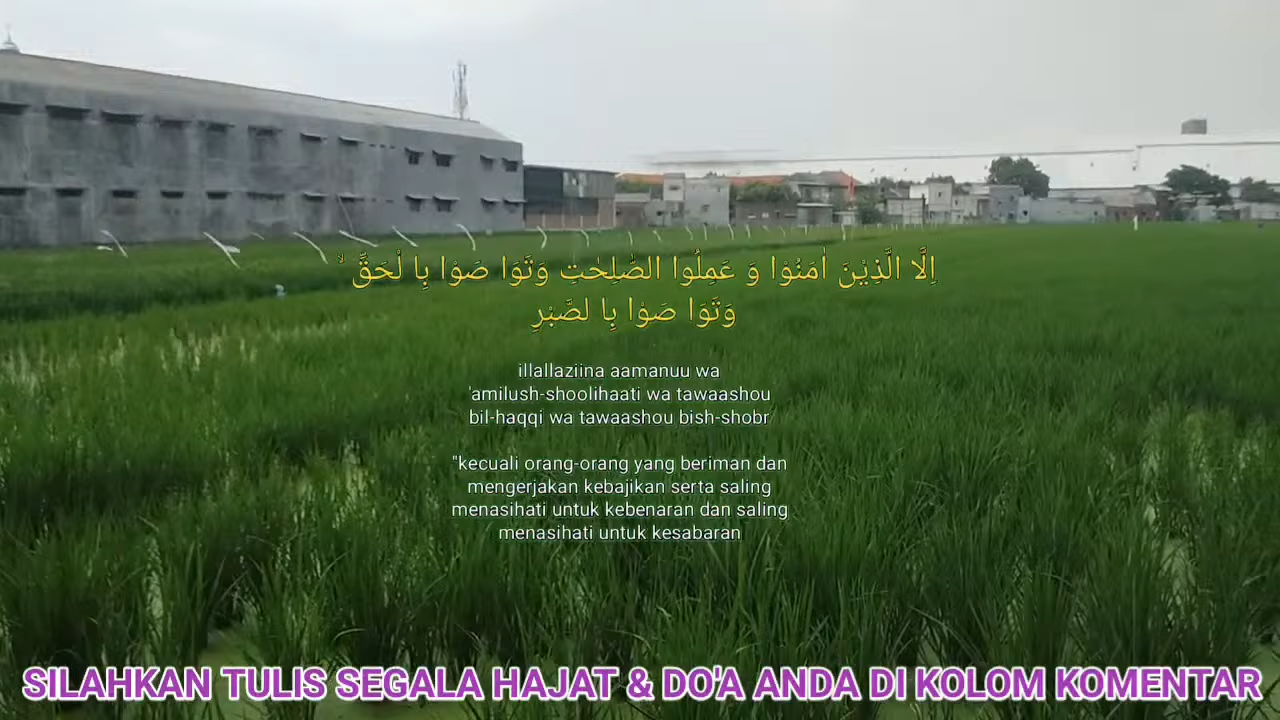 اِلَّا الَّذِيْنَ اٰمَنُوْا وَ عَمِلُوا الصّٰلِحٰتِ وَتَوَا صَوْا بِا لْحَقِّ ۙ
وَتَوَا صَوْا بِا لصَّبْرِ
illallaziina aamanuu wa
'amilush-shoolihaati wa tawaashou
bil-haqqi wa tawaashou bish-shobr
"kecuali orang-orang yang beriman dan
mengerjakan kebajikan serta saling
menasihati untuk kebenaran dan saling
menasihati untuk kesabaran
SILAHKAN TULIS SEGALA HAJAT & DO'A ANDA DI KOLOM KOMENTAR